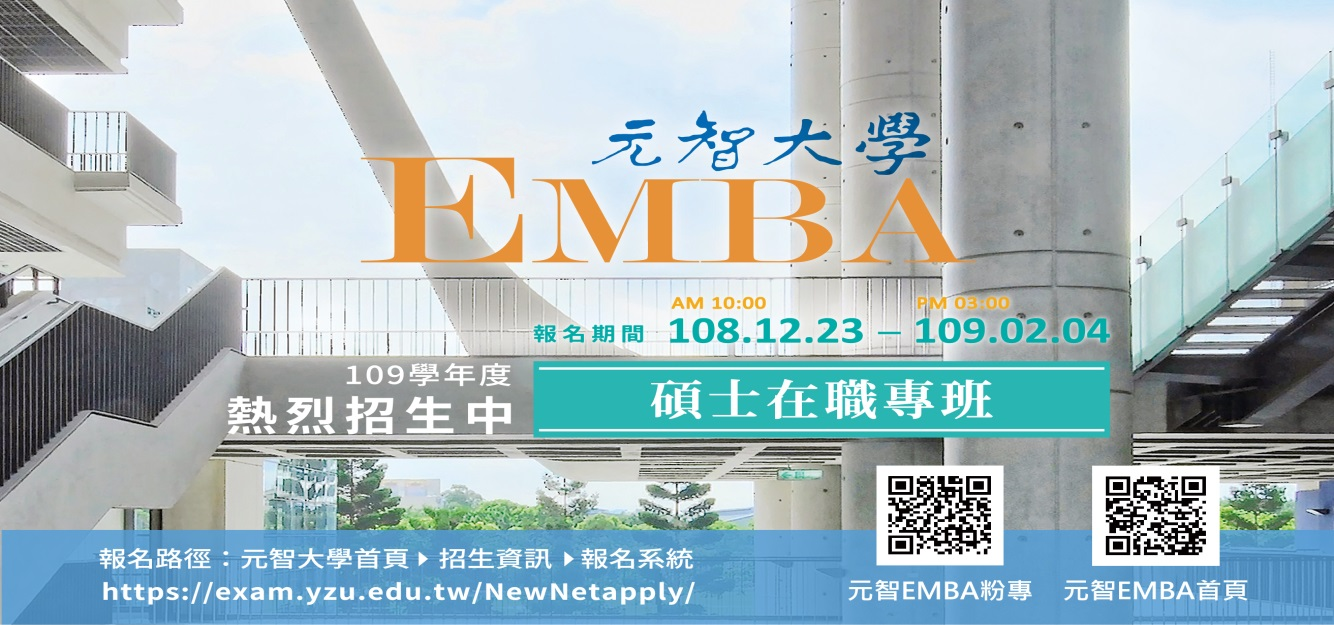 元智大學
EMBA
AM 10:00 PM 03:00
報名期間 108.12.23 – 109.02.04
109學年度
熱烈招生中
碩士在職專班
報名路徑：元智大學首頁▶招生資訊▶報名系統
https://exam.yzu.edu.tw/NewNetapply/
元智EMBA粉專 元智EMBA首頁